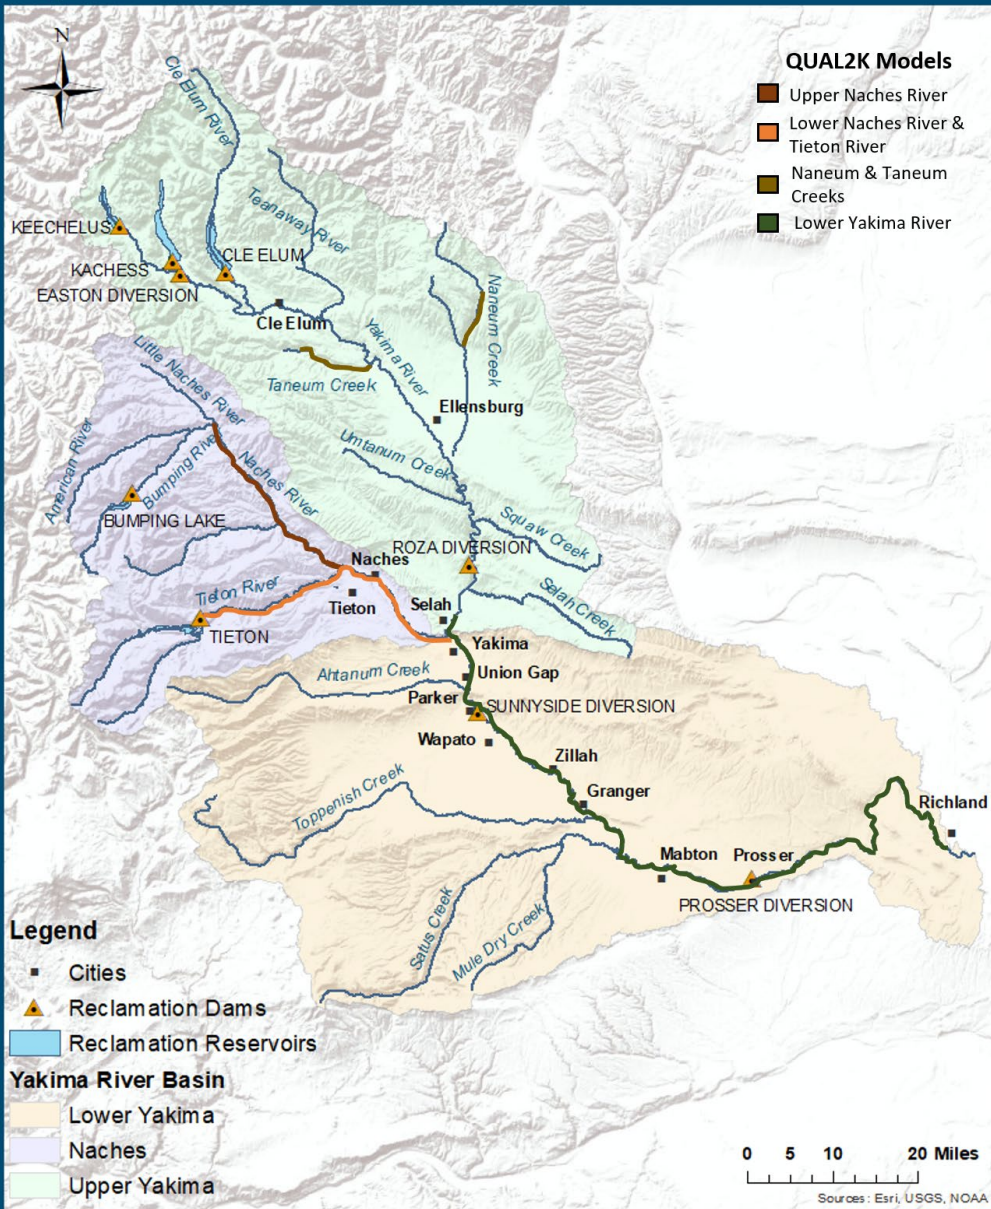 N
QUAL2K Models
Upper Naches River
Lower Naches River &
Tieton River
Naneum & Taneum
Creeks
Lower Yakima River
Cle Elum River
Teanaway River
KEECHELUS
CLE ELUM
KACHESS
EASTON DIVERSION
Cle Elum
Naneum Creek
Yakima River
Taneum Creek
Little Naches River
Ellensburg
American River
Bumping River
Naches River
Umtanum Creek
BUMPING LAKE
Squaw Creek
ROZA DIVERSION
Naches
Tieton River
Tieton
Selah
Selah Creek
TIETON
Yakima
Ahtanum Creek
Union Gap
Parker
SUNNYSIDE DIVERSION
Wapato
Zillah
Toppenish Creek
Granger
Richland
Mabton
Prosser
PROSSER DIVERSION
Satus Creek
Mule Dry Creek
Legend
Cities
Reclamation Dams
Reclamation Reservoirs
Yakima River Basin
Lower Yakima
Naches
Upper Yakima
0 5 10 20 Miles
Sources: Esri, USGS, NOAA